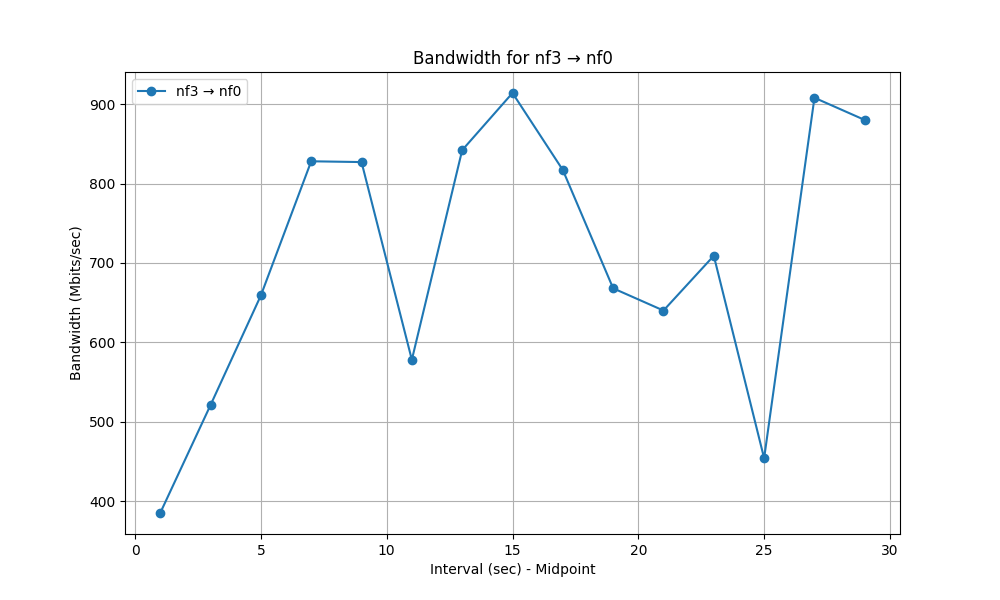 Bandwidth for nf3 → nf0
nf3 → nf0
900
800
700
600
500
400
Bandwidth (Mbits/sec)
0 5 10 15 20 25 30
Interval (sec) - Midpoint